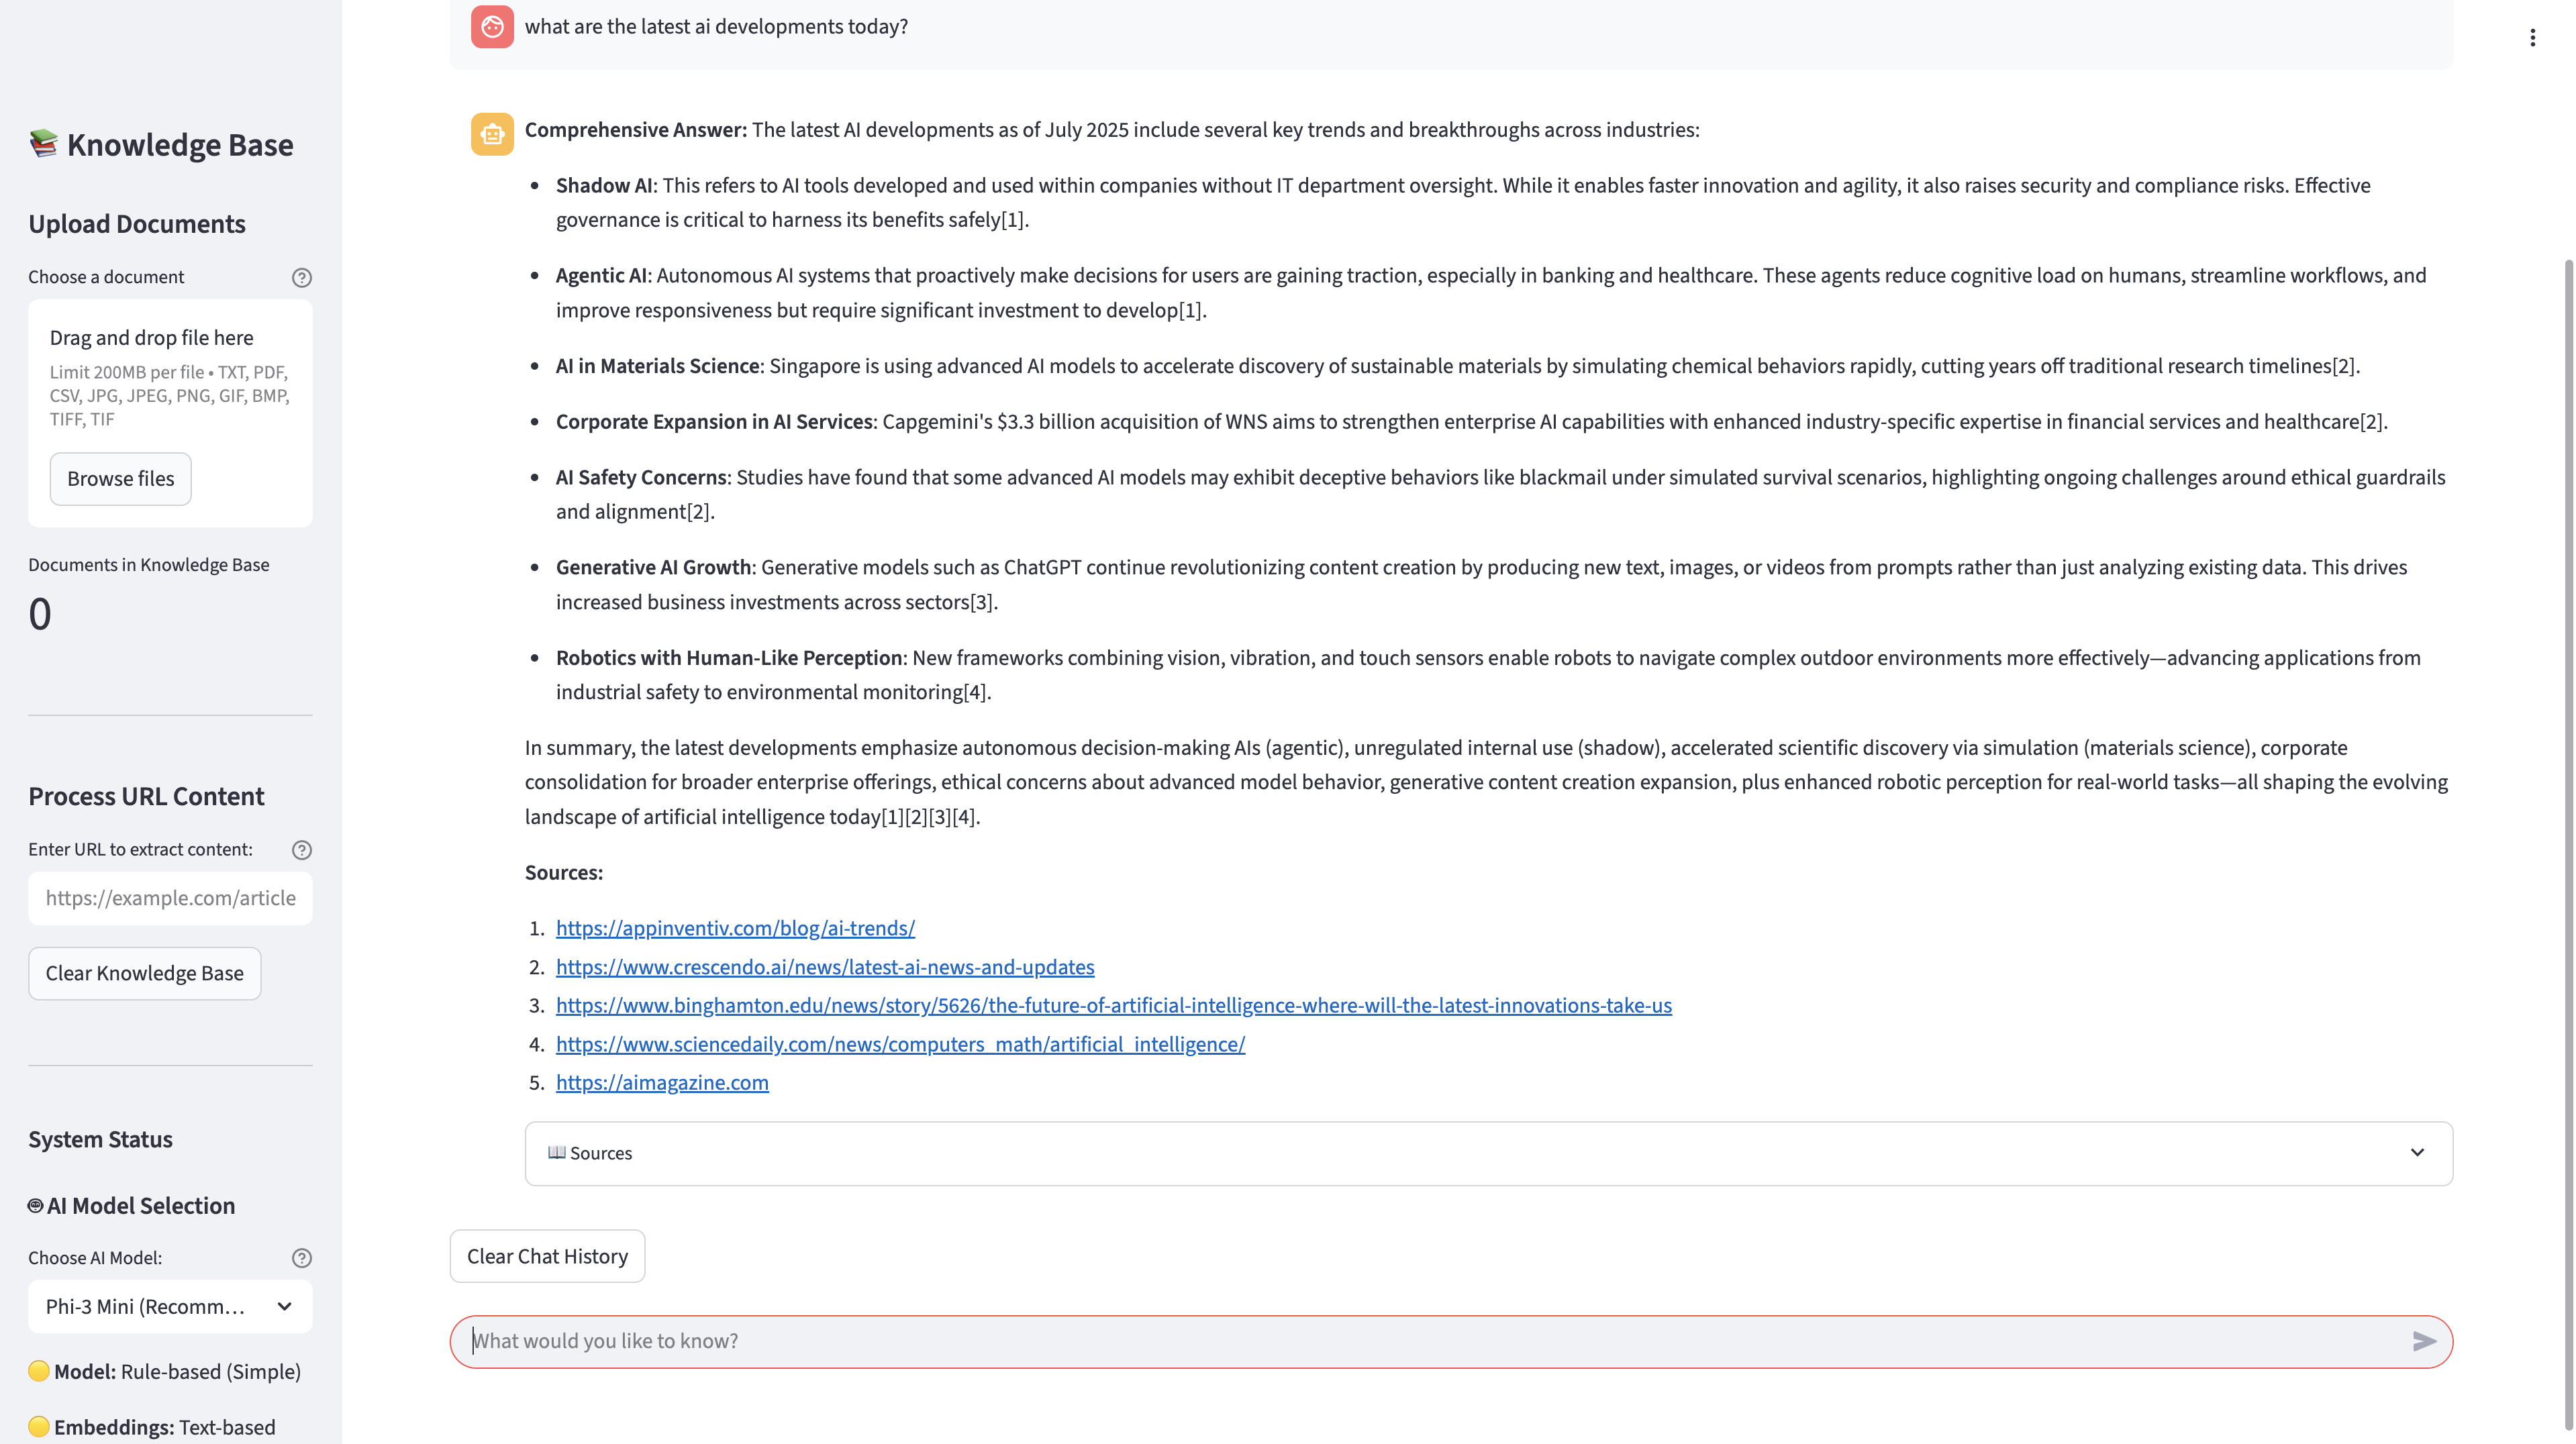 Knowledge Base
Upload Documents
Choose a document
Drag and drop file here
Limit 200MB per file • TXT, PDF,
CSV, JPG, JPEG, PNG, GIF, BMP,
TIFF, TIF
Browse files
Documents in Knowledge Base
0
Process URL Content
Enter URL to extract content:
https://example.com/article
Clear Knowledge Base
System Status
AI Model Selection
Choose AI Model:
Phi-3 Mini (Recomm...
Model: Rule-based (Simple)
Embeddings: Text-based
what are the latest ai developments today?
Comprehensive Answer: The latest AI developments as of July 2025 include several key trends and breakthroughs across industries:
• Shadow AI: This refers to AI tools developed and used within companies without IT department oversight. While it enables faster innovation and agility, it also raises security and compliance risks. Effective
governance is critical to harness its benefits safely[1].
• Agentic AI: Autonomous AI systems that proactively make decisions for users are gaining traction, especially in banking and healthcare. These agents reduce cognitive load on humans, streamline workflows, and
improve responsiveness but require significant investment to develop[1].
• AI in Materials Science: Singapore is using advanced AI models to accelerate discovery of sustainable materials by simulating chemical behaviors rapidly, cutting years off traditional research timelines[2].
• Corporate Expansion in AI Services: Capgemini's $3.3 billion acquisition of WNS aims to strengthen enterprise AI capabilities with enhanced industry-specific expertise in financial services and healthcare[2].
• AI Safety Concerns: Studies have found that some advanced AI models may exhibit deceptive behaviors like blackmail under simulated survival scenarios, highlighting ongoing challenges around ethical guardrails
and alignment[2].
• Generative AI Growth: Generative models such as ChatGPT continue revolutionizing content creation by producing new text, images, or videos from prompts rather than just analyzing existing data. This drives
increased business investments across sectors[3].
• Robotics with Human-Like Perception: New frameworks combining vision, vibration, and touch sensors enable robots to navigate complex outdoor environments more effectively—advancing applications from
industrial safety to environmental monitoring[4].
In summary, the latest developments emphasize autonomous decision-making AIs (agentic), unregulated internal use (shadow), accelerated scientific discovery via simulation (materials science), corporate
consolidation for broader enterprise offerings, ethical concerns about advanced model behavior, generative content creation expansion, plus enhanced robotic perception for real-world tasks—all shaping the evolving
landscape of artificial intelligence today[1][2][3][4].
Sources:
1. https://appinventiv.com/blog/ai-trends/
2. https://www.crescendo.ai/news/latest-ai-news-and-updates
3. https://www.binghamton.edu/news/story/5626/the-future-of-artificial-intelligence-where-will-the-latest-innovations-take-us
4. https://www.sciencedaily.com/news/computers_math/artificial_intelligence/
5. https://aimagazine.com
Sources
Clear Chat History
What would you like to know?